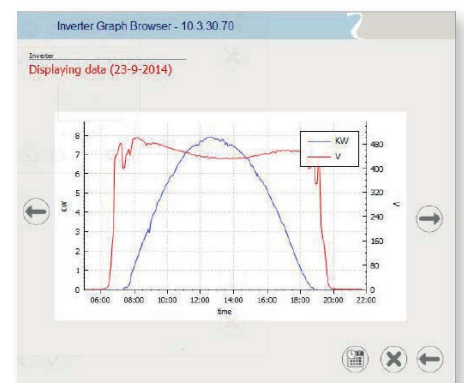 Inverter Graph Browser - 10.3.30.70
Inverter
Displaying data (23-9-2014)
KW
V
8
7
6
5
4
3
2
1
0
KW
480
400
320
240
160
80
0
V
06:00 08:00 10:00 12:00 14:00 16:00 18:00 20:00 22:00
time